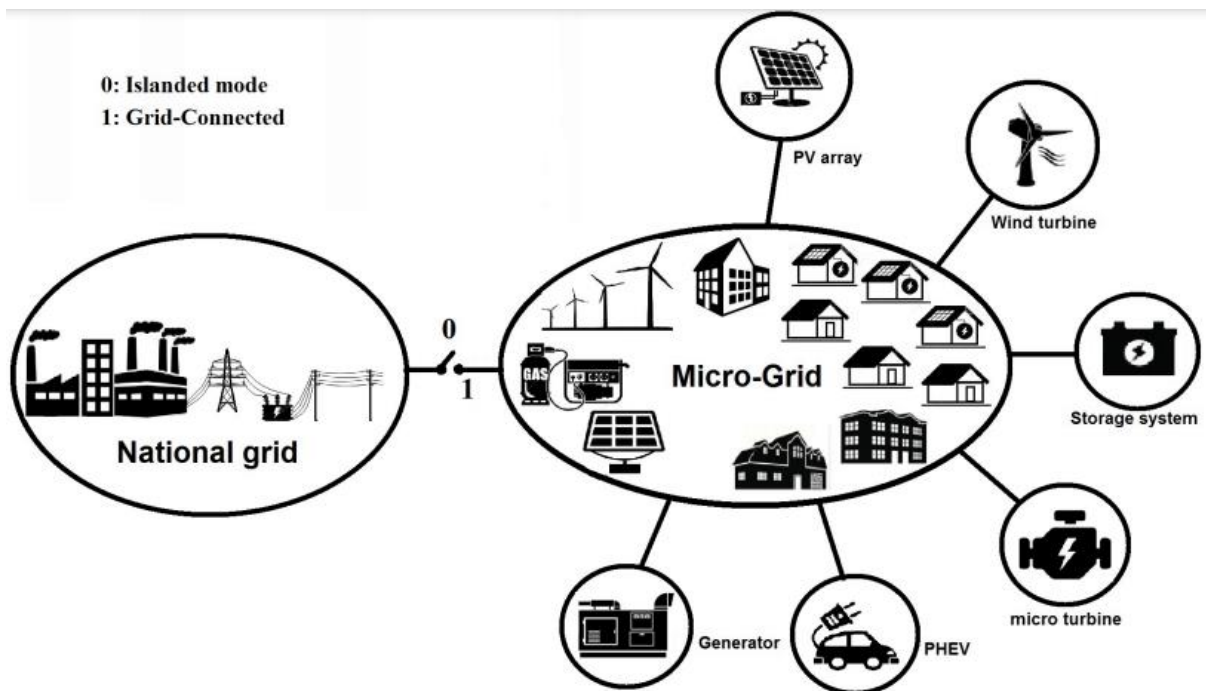 0: Islanded mode
1: Grid-Connected
PV array
Wind turbine
0
1
GAS
Micro-Grid
National grid
Storage system
micro turbine
Generator
PHEV